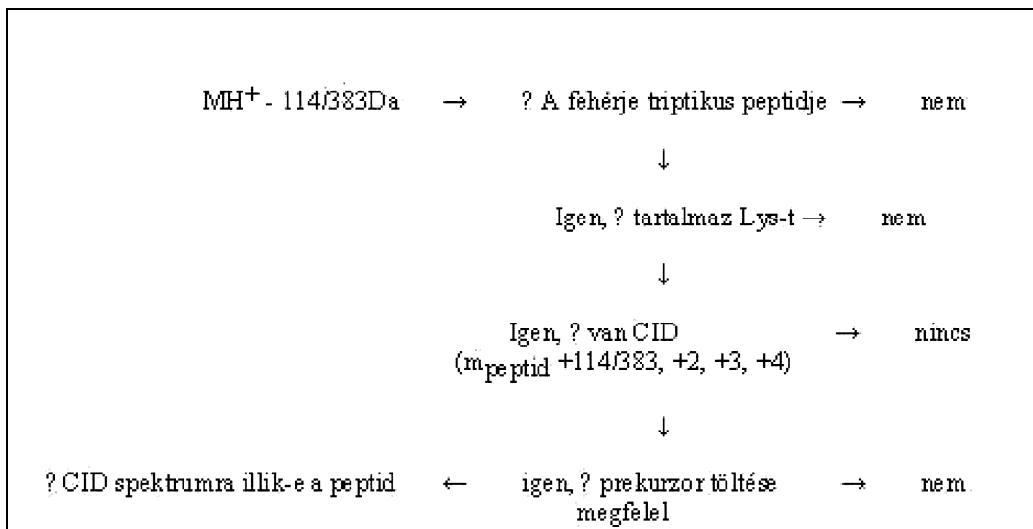 MH+ - 114/383Da → ? A fehérje triptikus peptidje → nem
↓
Igen, ? tartalmaz Lys-t → nem
↓
Igen, ? van CID → nincs
(mpeptid +114/383, +2, +3, +4)
↓
? CID spektrumra illik-e a peptid ← igen, ? prekurzor töltése → nem
megfelel